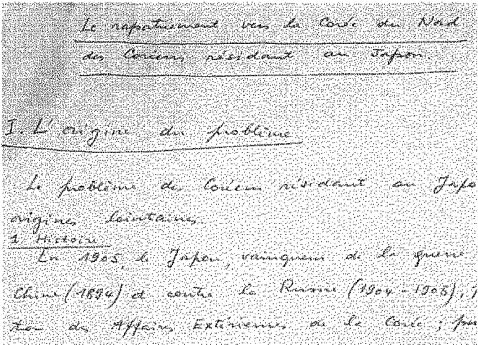 Le rapatriement vers la Corée du Nord
des Coréens résidant au Japon.
I. L'origine du problème
Le problème des Coréens résidant au Japo
origines lointaines.
1 Histoire
En 1905, le Japon, vainqueur de la guerre
Chine (1894) et contre la Russie (1904-1905),
tion des Affaires Extérieures de la Corée ;